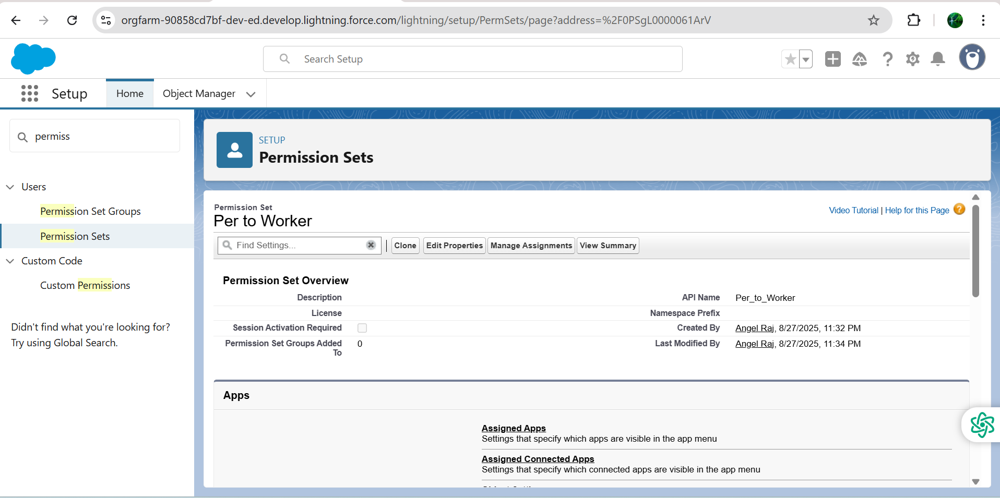 orgfarm-90858cd7bf-dev-ed.develop.lightning.force.com/lightning/setup/PermSets/page?address=%2F0PSgL0000061ArV
Search Setup
Setup
Home
Object Manager
permiss
Users
Permission Set Groups
Permission Sets
Custom Code
Custom Permissions
Didn't find what you're looking for?
Try using Global Search.
SETUP
Permission Sets
Permission Set
Per to Worker
Video Tutorial | Help for this Page ?
Find Settings... | Clone Edit Properties Manage Assignments View Summary
Permission Set Overview
Description API Name Per_to_Worker
License Namespace Prefix
Session Activation Required Created By Angel Raj, 8/27/2025, 11:32 PM
Permission Set Groups Added To 0 Last Modified By Angel Raj, 8/27/2025, 11:34 PM
Apps
Assigned Apps
Settings that specify which apps are visible in the app menu
Assigned Connected Apps
Settings that specify which connected apps are visible in the app menu